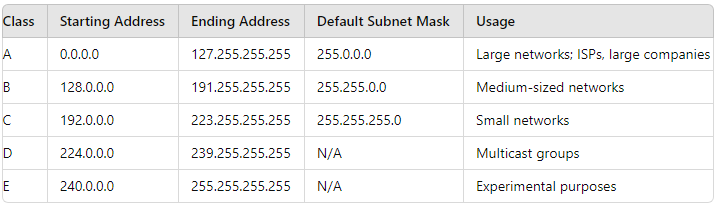 Class Starting Address Ending Address Default Subnet Mask Usage
A 0.0.0.0 127.255.255.255 255.0.0.0 Large networks; ISPs, large companies
B 128.0.0.0 191.255.255.255 255.255.0.0 Medium-sized networks
C 192.0.0.0 223.255.255.255 255.255.255.0 Small networks
D 224.0.0.0 239.255.255.255 N/A Multicast groups
E 240.0.0.0 255.255.255.255 N/A Experimental purposes